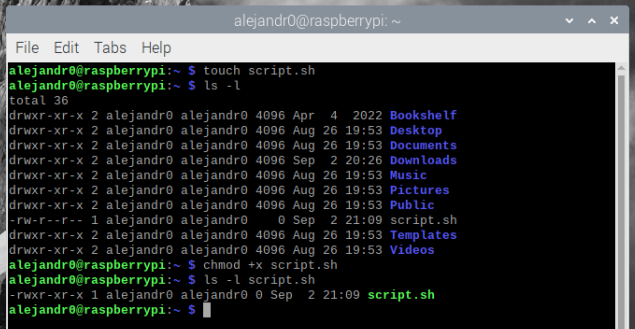 alejandr0@raspberrypi: ~
File Edit Tabs Help
alejandr0@raspberrypi:~ $ touch script.sh
alejandr0@raspberrypi:~ $ ls -l
total 36
drwxr-xr-x 2 alejandr0 alejandr0 4096 Apr  4  2022 Bookshelf
drwxr-xr-x 2 alejandr0 alejandr0 4096 Aug 26 19:53 Desktop
drwxr-xr-x 2 alejandr0 alejandr0 4096 Aug 26 19:53 Documents
drwxr-xr-x 2 alejandr0 alejandr0 4096 Sep  2 20:26 Downloads
drwxr-xr-x 2 alejandr0 alejandr0 4096 Aug 26 19:53 Music
drwxr-xr-x 2 alejandr0 alejandr0 4096 Aug 26 19:53 Pictures
drwxr-xr-x 2 alejandr0 alejandr0 4096 Aug 26 19:53 Public
-rw-r--r-- 1 alejandr0 alejandr0    0 Sep  2 21:09 script.sh
drwxr-xr-x 2 alejandr0 alejandr0 4096 Aug 26 19:53 Templates
drwxr-xr-x 2 alejandr0 alejandr0 4096 Aug 26 19:53 Videos
alejandr0@raspberrypi:~ $ chmod +x script.sh
alejandr0@raspberrypi:~ $ ls -l script.sh
-rwxr-xr-x 1 alejandr0 alejandr0 0 Sep  2 21:09 script.sh
alejandr0@raspberrypi:~ $